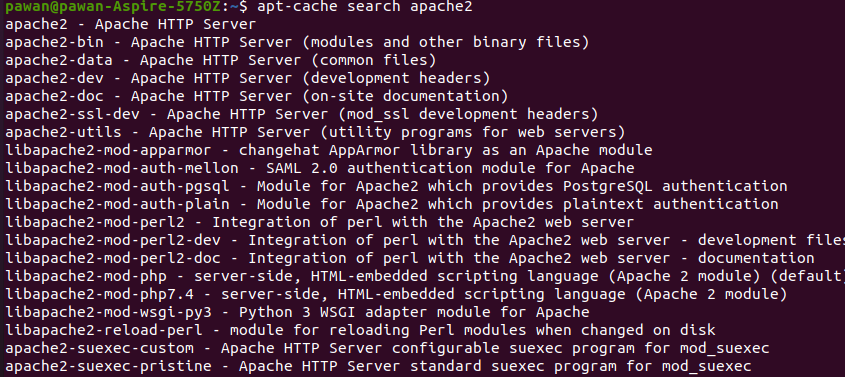 pawan@pawan-Aspire-5750Z:~$ apt-cache search apache2
apache2 - Apache HTTP Server
apache2-bin - Apache HTTP Server (modules and other binary files)
apache2-data - Apache HTTP Server (common files)
apache2-dev - Apache HTTP Server (development headers)
apache2-doc - Apache HTTP Server (on-site documentation)
apache2-ssl-dev - Apache HTTP Server (mod_ssl development headers)
apache2-utils - Apache HTTP Server (utility programs for web servers)
libapache2-mod-apparmor - changehat AppArmor library as an Apache module
libapache2-mod-auth-mellon - SAML 2.0 authentication module for Apache
libapache2-mod-auth-pgsql - Module for Apache2 which provides PostgreSQL authentication
libapache2-mod-auth-plain - Module for Apache2 which provides plaintext authentication
libapache2-mod-perl2 - Integration of perl with the Apache2 web server
libapache2-mod-perl2-dev - Integration of perl with the Apache2 web server - development files
libapache2-mod-perl2-doc - Integration of perl with the Apache2 web server - documentation
libapache2-mod-php - server-side, HTML-embedded scripting language (Apache 2 module) (default)
libapache2-mod-php7.4 - server-side, HTML-embedded scripting language (Apache 2 module)
libapache2-mod-wsgi-py3 - Python 3 WSGI adapter module for Apache
libapache2-reload-perl - module for reloading Perl modules when changed on disk
apache2-suexec-custom - Apache HTTP Server configurable suexec program for mod_suexec
apache2-suexec-pristine - Apache HTTP Server standard suexec program for mod_suexec